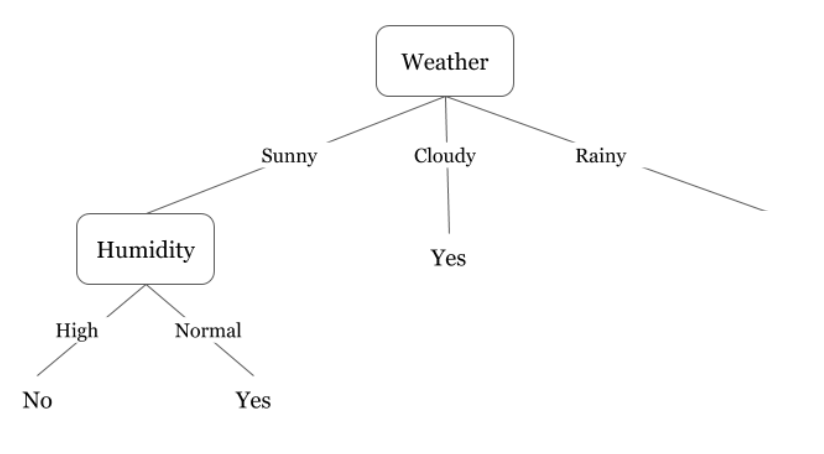 Weather
Sunny
Cloudy
Rainy
Humidity
Yes
High
Normal
No
Yes